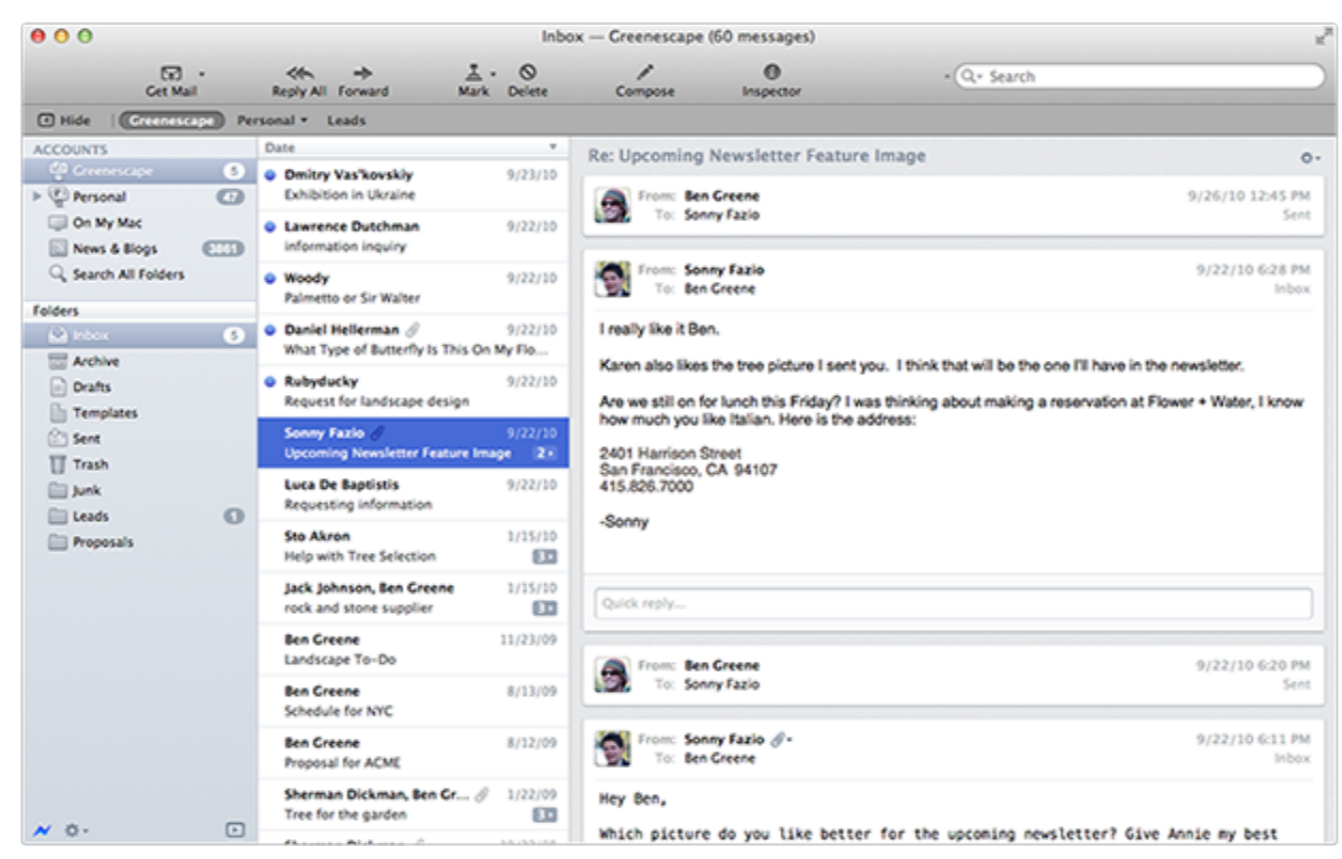 Inbox — Greenescape (60 messages)
Get Mail
Reply All Forward
Mark Delete
Compose
Inspector
Search
Hide Greenescape Personal Leads
ACCOUNTS
Greenescape 5
Personal 47
On My Mac
News & Blogs 3861
Search All Folders
Folders
Inbox 5
Archive
Drafts
Templates
Sent
Trash
Junk
Leads 1
Proposals
Date
Dmitry Vas'kovskiy 9/23/10
Exhibition in Ukraine
Lawrence Dutchman 9/22/10
information inquiry
Woody 9/22/10
Palmetto or Sir Walter
Daniel Hellerman 9/22/10
What Type of Butterfly Is This On My Flo...
Rubyducky 9/22/10
Request for landscape design
Sonny Fazio 9/22/10
Upcoming Newsletter Feature Image 2
Luca De Baptistis 9/22/10
Requesting information
Sto Akron 1/15/10
Help with Tree Selection 3
Jack Johnson, Ben Greene 1/15/10
rock and stone supplier 3
Ben Greene 11/23/09
Landscape To-Do
Ben Greene 8/13/09
Schedule for NYC
Ben Greene 8/12/09
Proposal for ACME
Sherman Dickman, Ben Gr... 1/22/09
Tree for the garden 3
Re: Upcoming Newsletter Feature Image
From: Ben Greene 9/26/10 12:45 PM
To: Sonny Fazio Sent
From: Sonny Fazio 9/22/10 6:28 PM
To: Ben Greene Inbox
I really like it Ben.
Karen also likes the tree picture I sent you. I think that will be the one I'll have in the newsletter.
Are we still on for lunch this Friday? I was thinking about making a reservation at Flower + Water, I know
how much you like Italian. Here is the address:
2401 Harrison Street
San Francisco, CA 94107
415.826.7000
-Sonny
Quick reply...
From: Ben Greene 9/22/10 6:20 PM
To: Sonny Fazio Sent
From: Sonny Fazio 9/22/10 6:11 PM
To: Ben Greene Inbox
Hey Ben,
Which picture do you like better for the upcoming newsletter? Give Annie my best